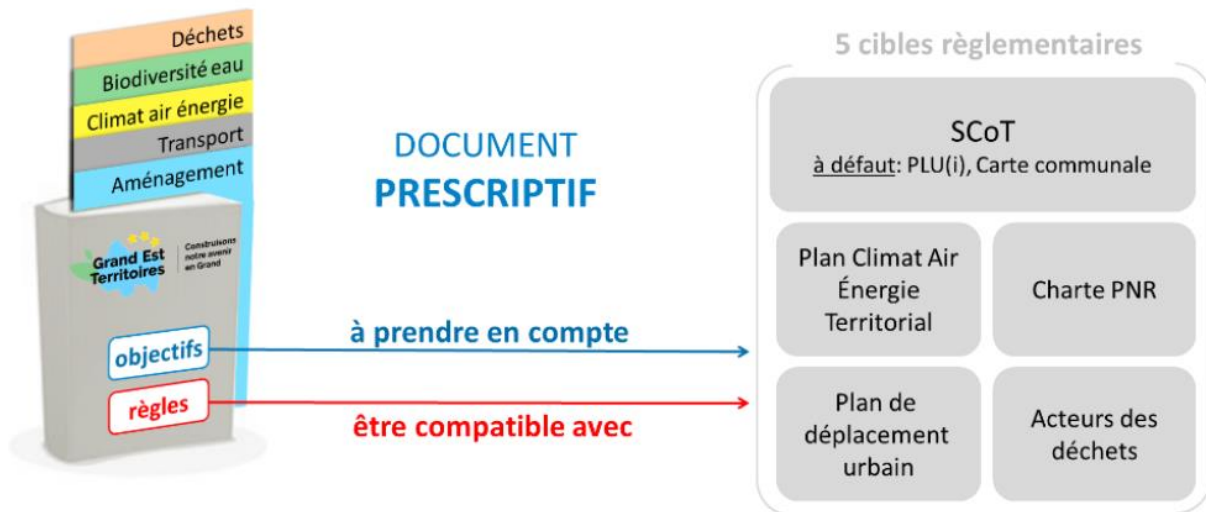 Déchets
Biodiversité eau
Climat air énergie
Transport
Aménagement
Grand Est
Territoires
Construisons
notre avenir
en Grand
objectifs
règles
DOCUMENT
PRESCRIPTIF
à prendre en compte
être compatible avec
5 cibles règlementaires
SCoT
à défaut: PLU(i), Carte communale
Plan Climat Air
Énergie
Territorial
Charte PNR
Plan de
déplacement
urbain
Acteurs des
déchets